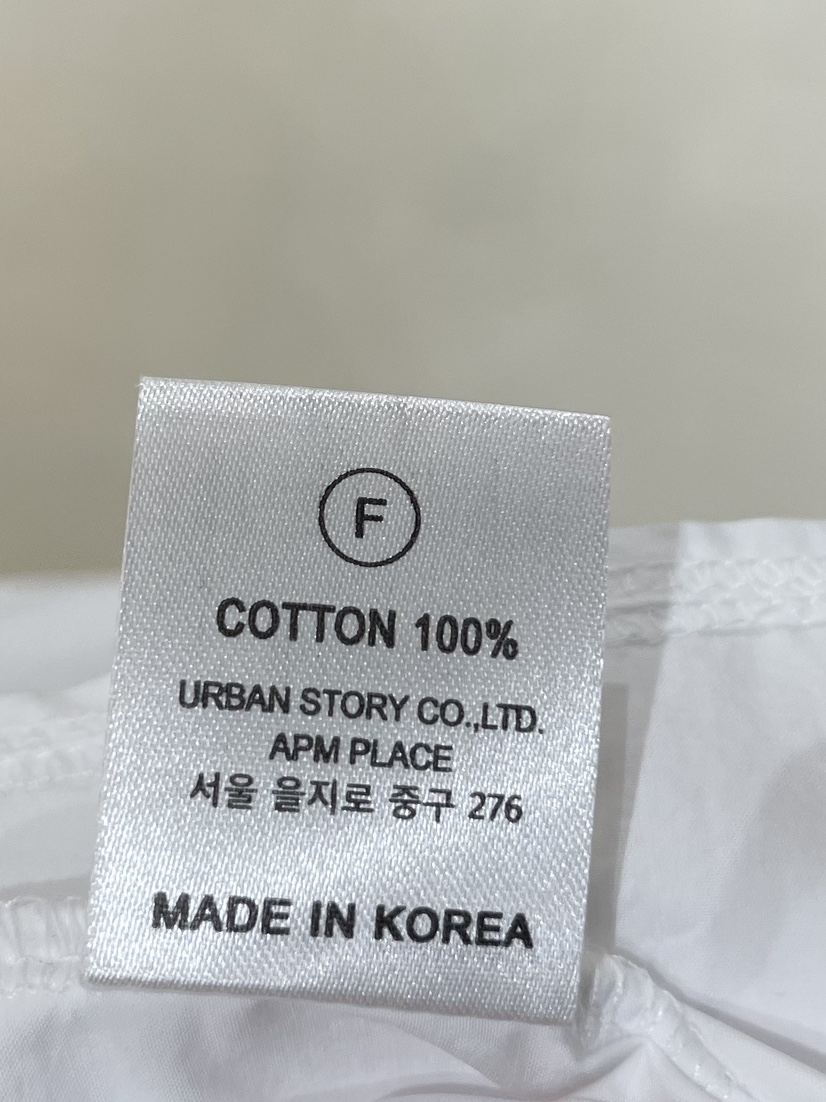 F
COTTON 100%
URBAN STORY CO.,LTD.
APM PLACE
서울 을지로 중구 276
MADE IN KOREA